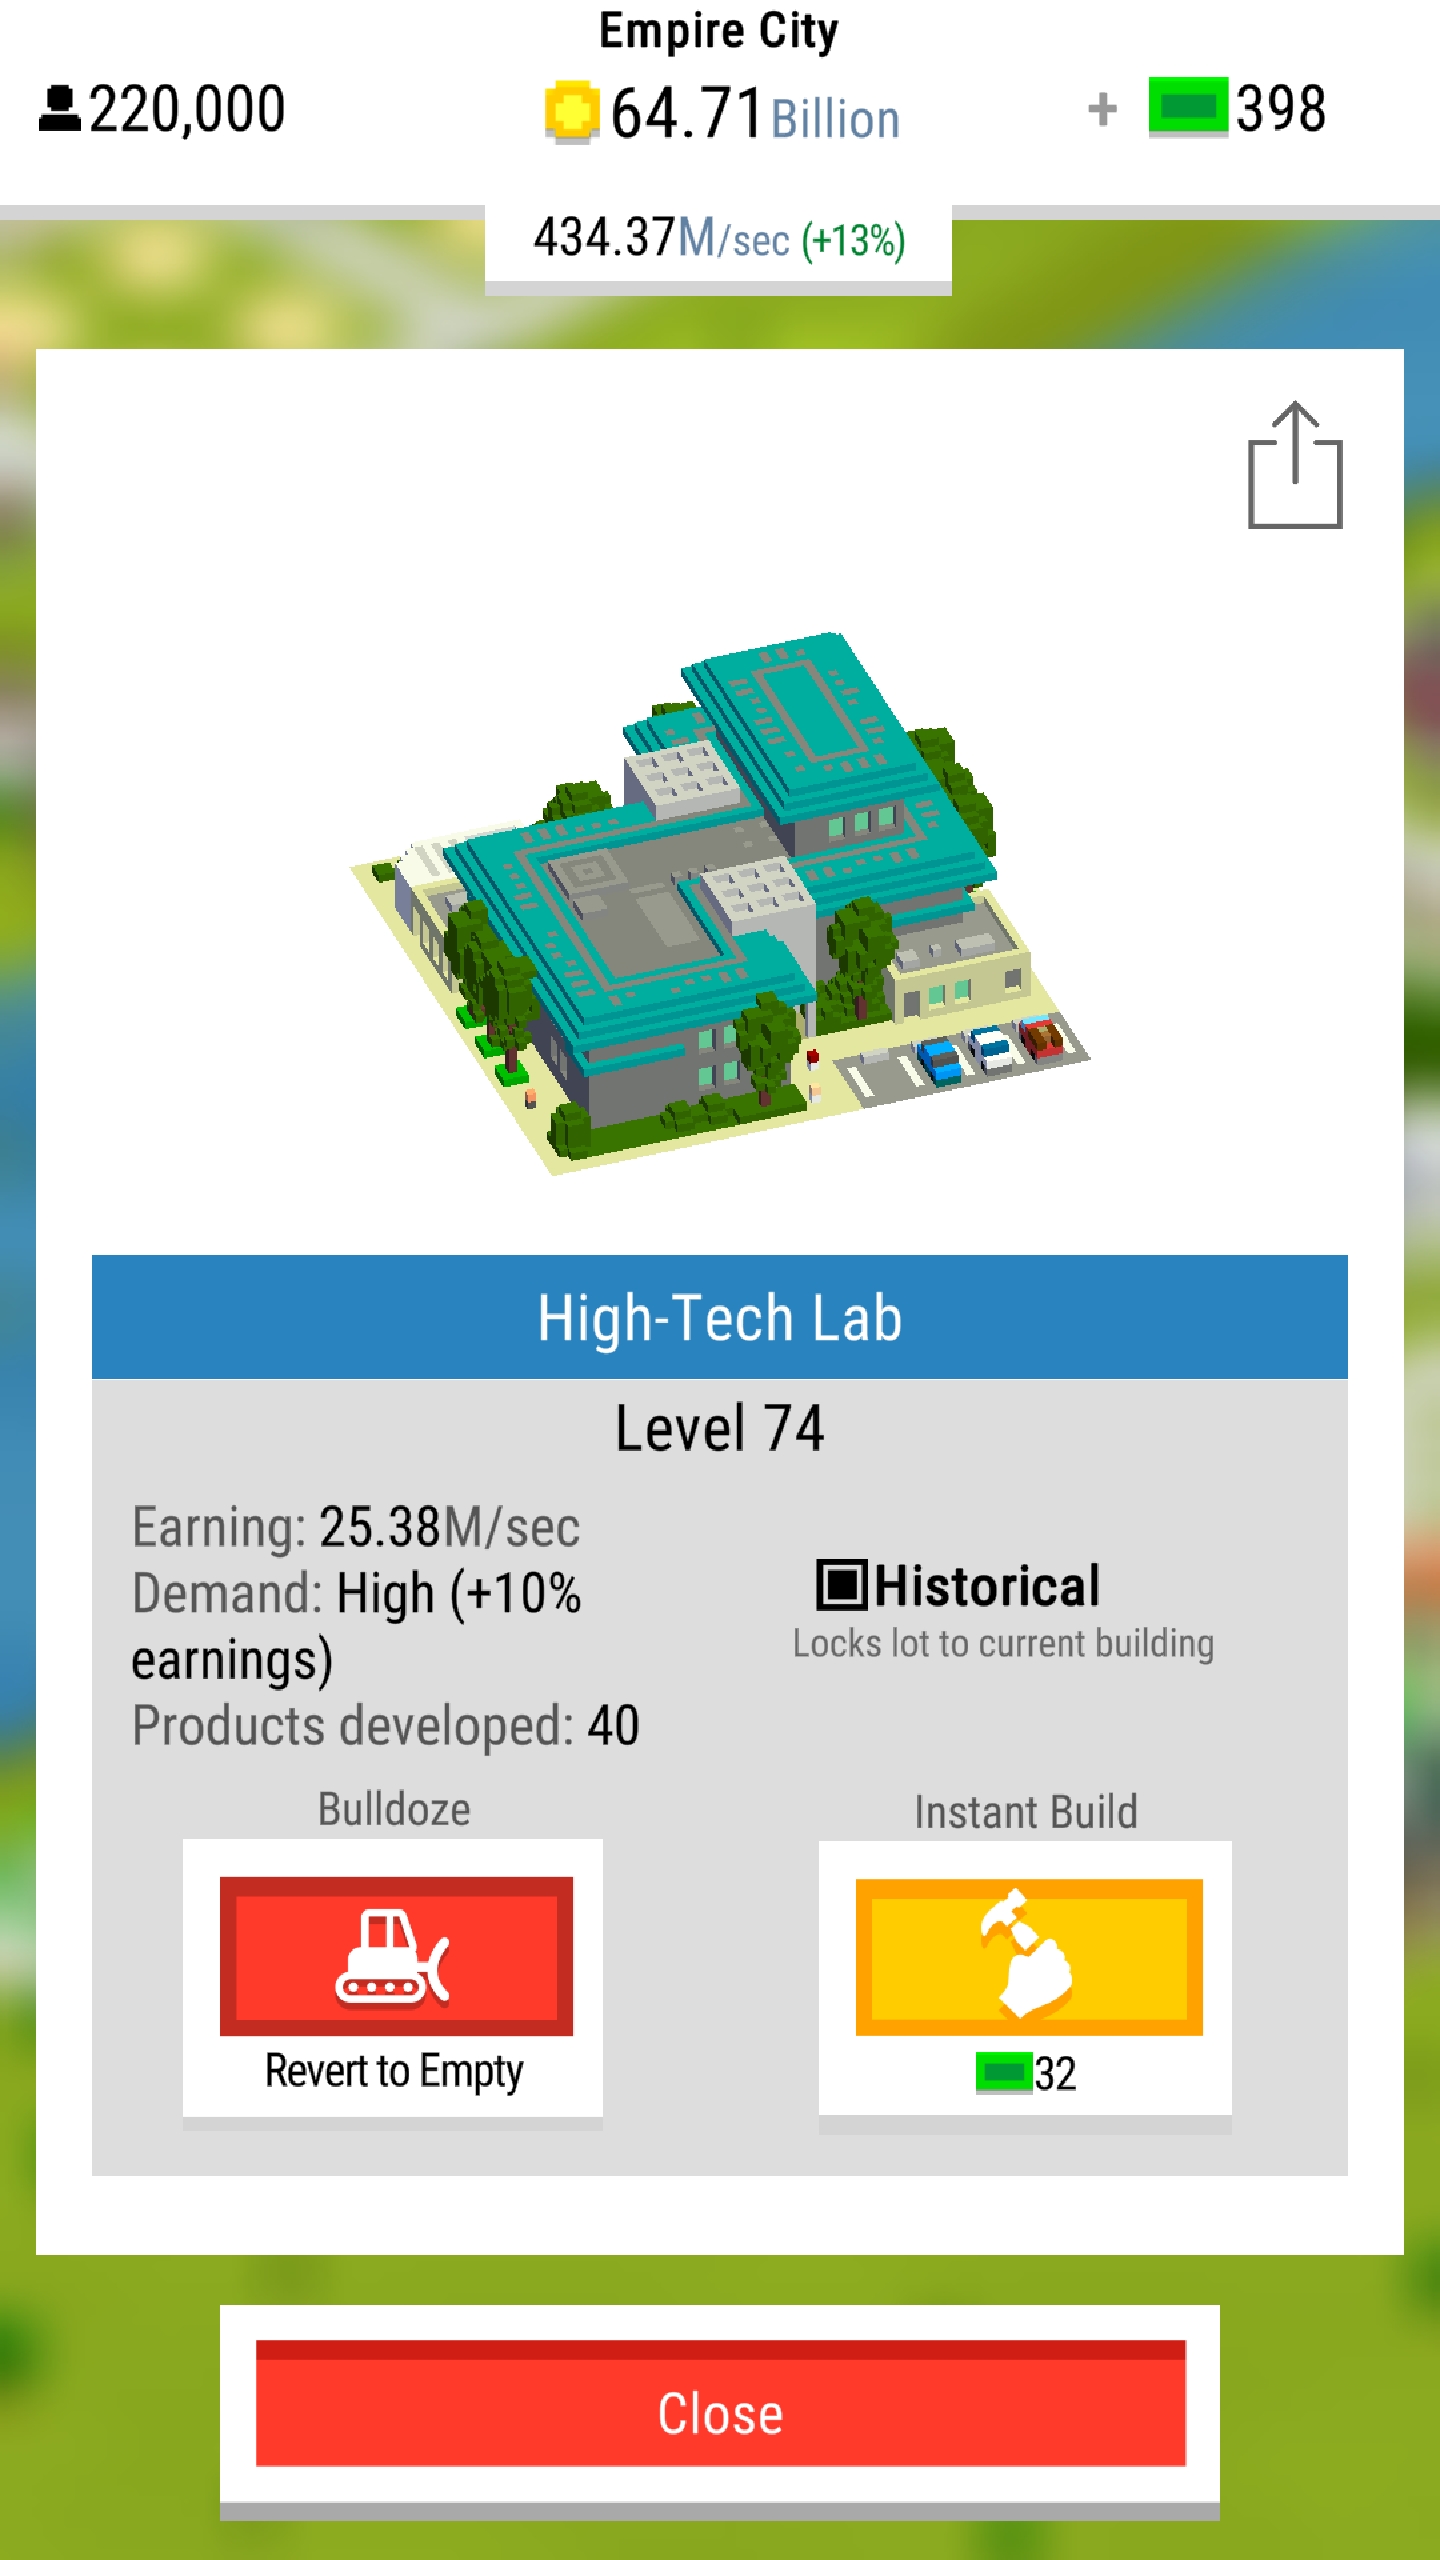 Empire City
220,000
64.71 Billion
+ 398
434.37M/sec (+13%)
High-Tech Lab
Level 74
Earning: 25.38M/sec
Demand: High (+10%
earnings)
Products developed: 40
Historical
Locks lot to current building
Bulldoze
Revert to Empty
Instant Build
32
Close